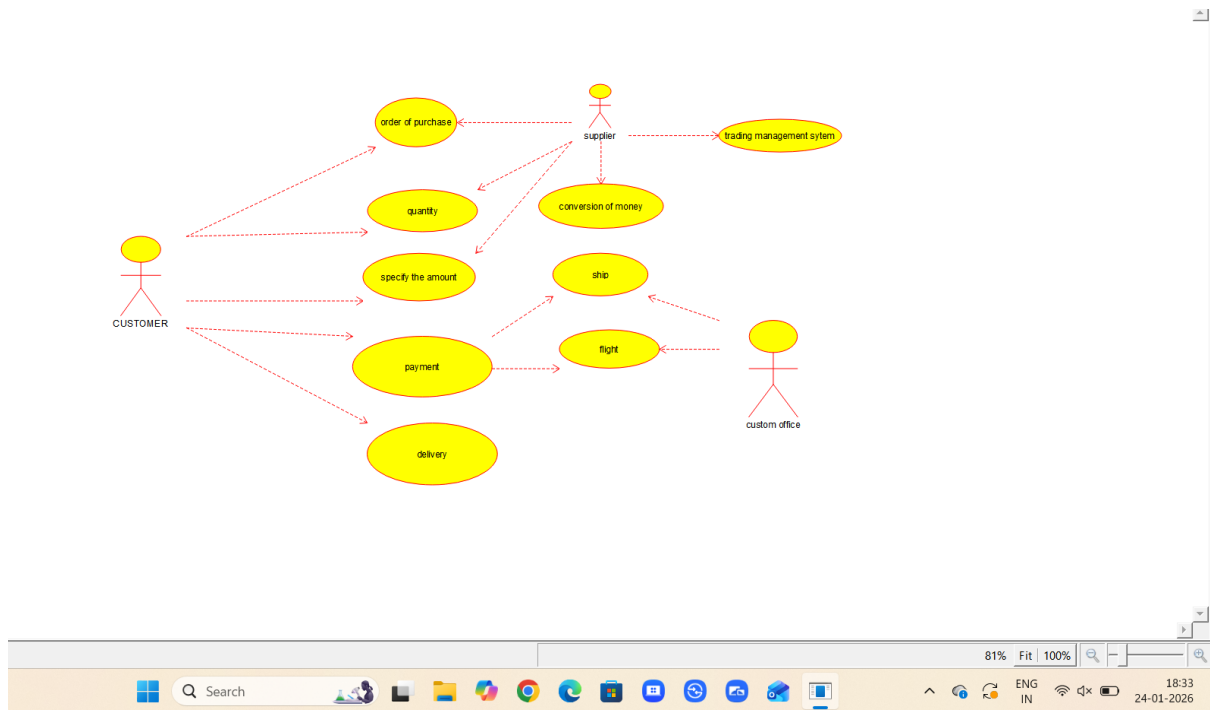 order of purchase
supplier
trading management sytem
quantity
conversion of money
specify the amount
ship
CUSTOMER
flight
payment
custom office
delivery
81% Fit 100%
Search
ENG
IN
18:33
24-01-2026